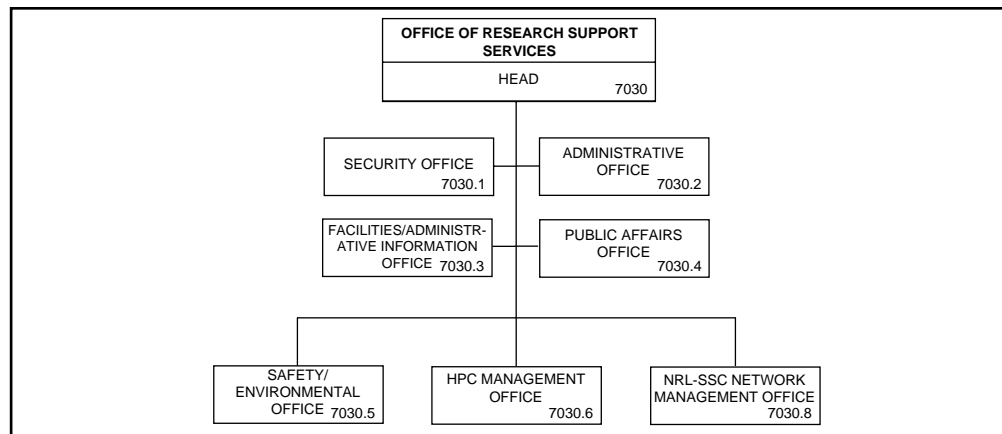 OFFICE OF RESEARCH SUPPORT
SERVICES
HEAD
7030
SECURITY OFFICE
7030.1
ADMINISTRATIVE
OFFICE
7030.2
FACILITIES/ADMINISTR-
ATIVE INFORMATION
OFFICE 7030.3
PUBLIC AFFAIRS
OFFICE
7030.4
SAFETY/
ENVIRONMENTAL
OFFICE 7030.5
HPC MANAGEMENT
OFFICE
7030.6
NRL-SSC NETWORK
MANAGEMENT OFFICE
7030.8